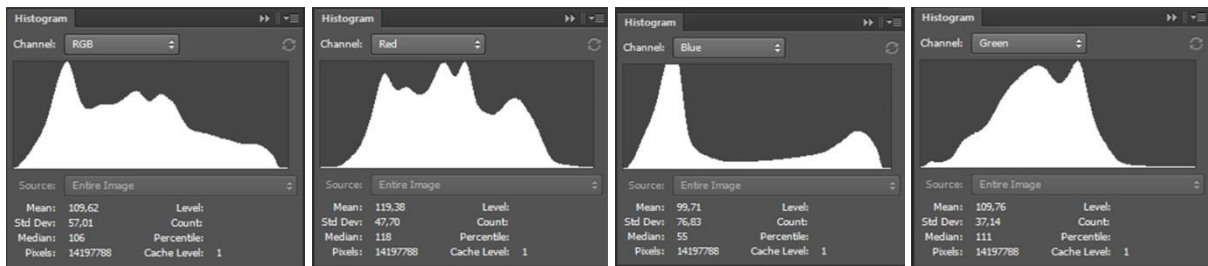 Histogram
Channel: RGB
Source: Entire Image
Mean: 109,62 Level:
Std Dev: 57,01 Count:
Median: 106 Percentile:
Pixels: 14197788 Cache Level: 1
Histogram
Channel: Red
Source: Entire Image
Mean: 119,38 Level:
Std Dev: 47,70 Count:
Median: 118 Percentile:
Pixels: 14197788 Cache Level: 1
Histogram
Channel: Blue
Source: Entire Image
Mean: 99,71 Level:
Std Dev: 76,83 Count:
Median: 55 Percentile:
Pixels: 14197788 Cache Level: 1
Histogram
Channel: Green
Source: Entire Image
Mean: 109,76 Level:
Std Dev: 37,14 Count:
Median: 111 Percentile:
Pixels: 14197788 Cache Level: 1